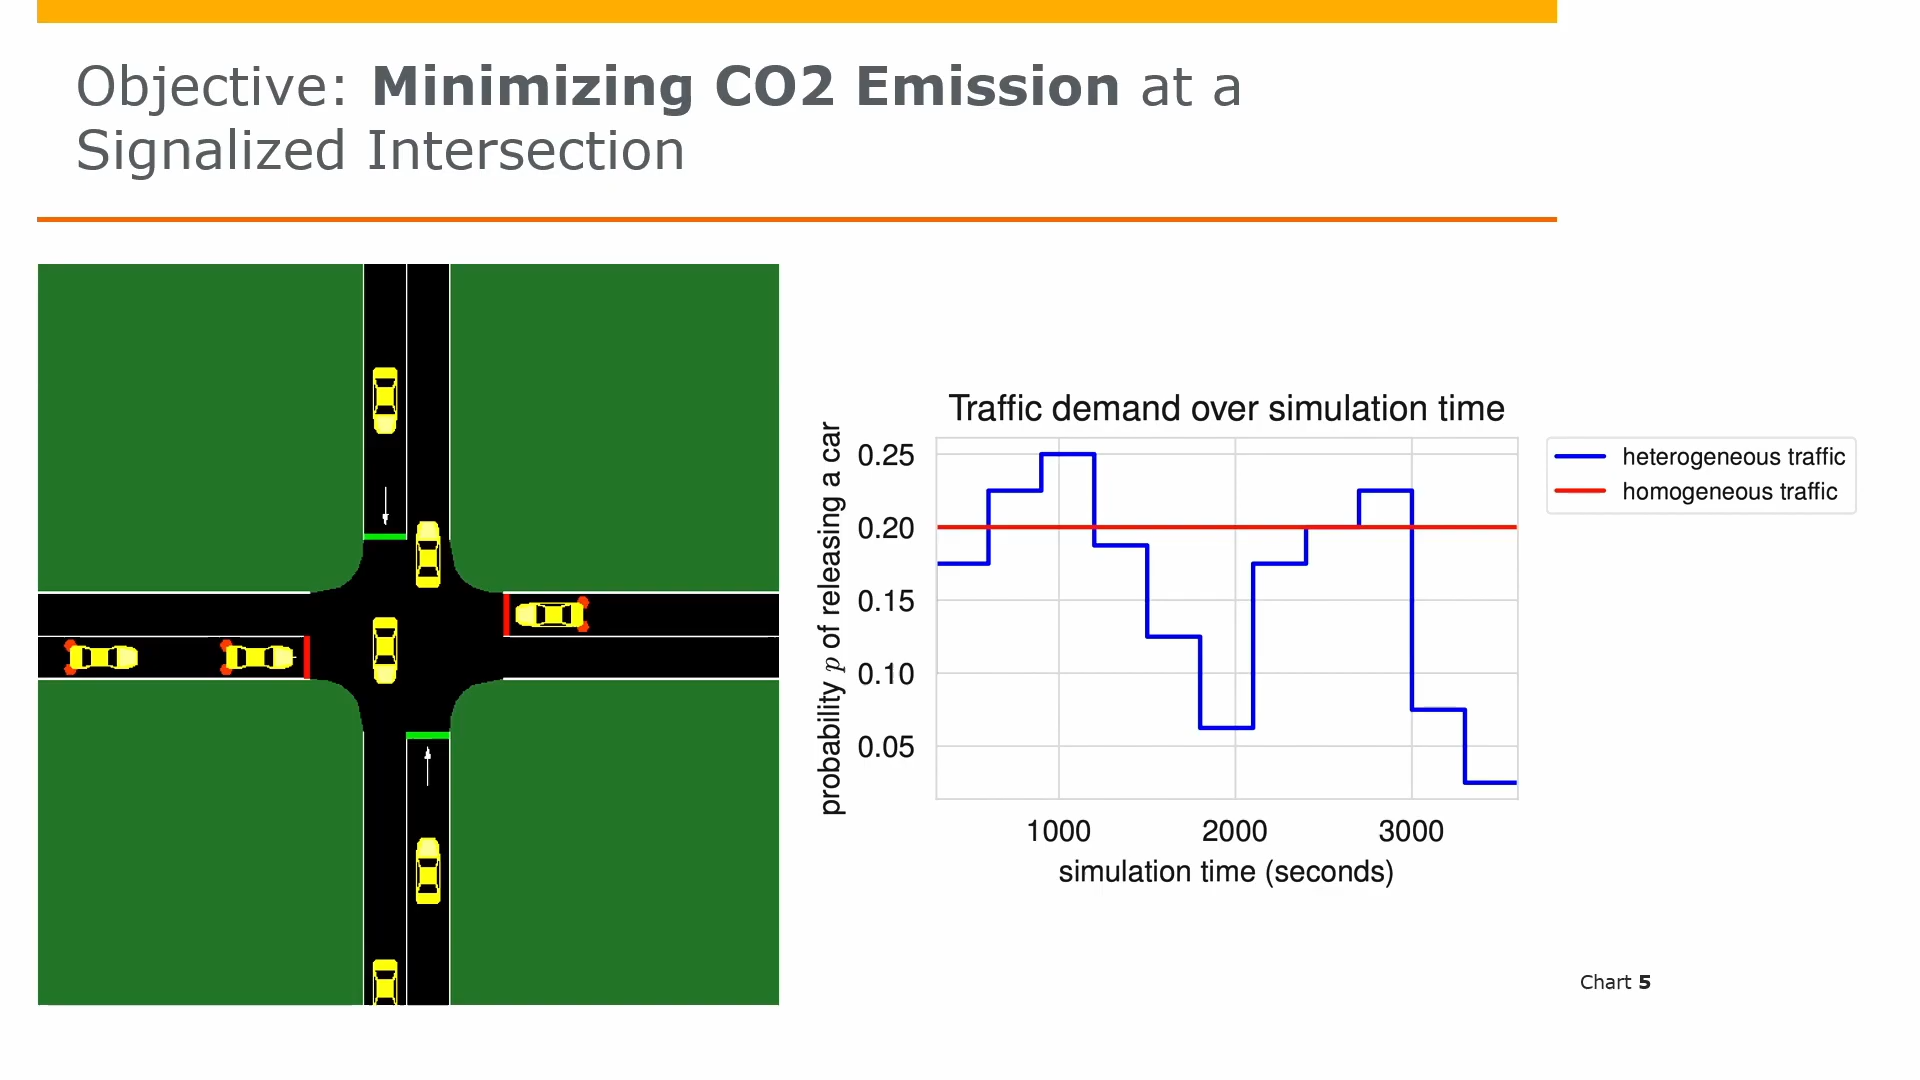 Objective: Minimizing CO2 Emission at a
Signalized Intersection
Traffic demand over simulation time
probability p of releasing a car
0.25
0.20
0.15
0.10
0.05
1000 2000 3000
simulation time (seconds)
heterogeneous traffic
homogeneous traffic
Chart 5